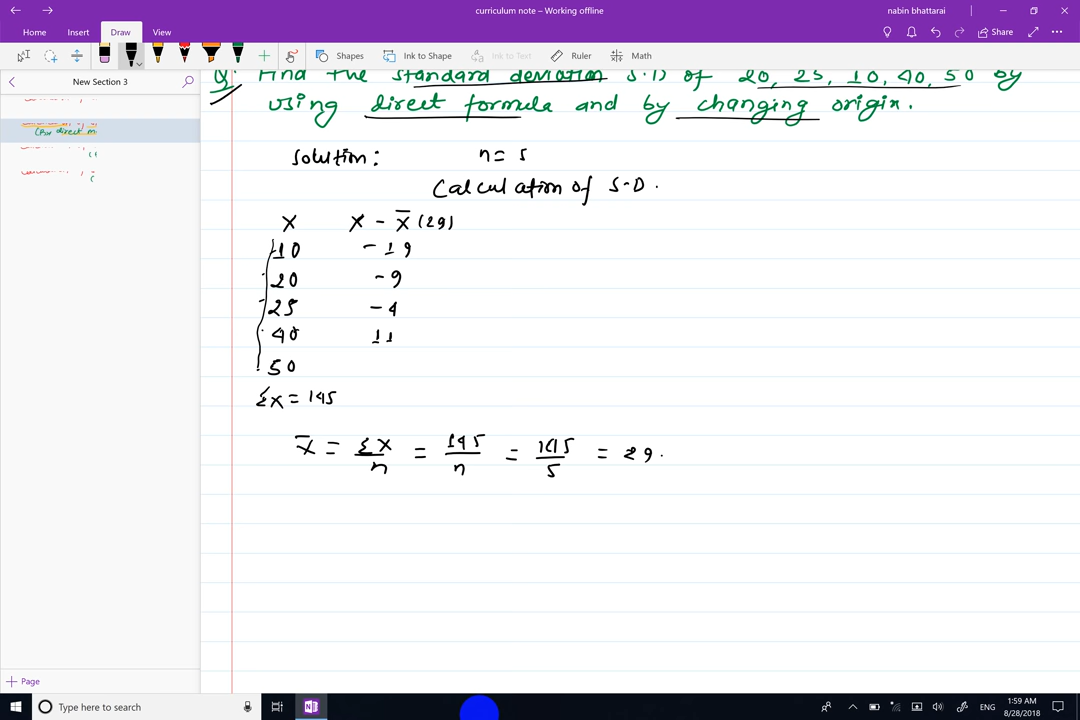 curriculum note – Working offline
nabin bhattarai
Home Insert Draw View
Share
Shapes Ink to Shape Ink to Text Ruler Math
New Section 3
(By direct m
Q: Find the standard deviation S.D of 20, 25, 10, 40, 50 by
using direct formula and by changing origin.
Solution: n = 5
Calculation of S.D.
X X - X̄ (29)
10 -19
20 -9
25 -4
40 11
50
Σx = 145
X̄ = Σx/n = 145/n = 145/5 = 29.
+ Page
Type here to search
ENG
1:59 AM
8/28/2018